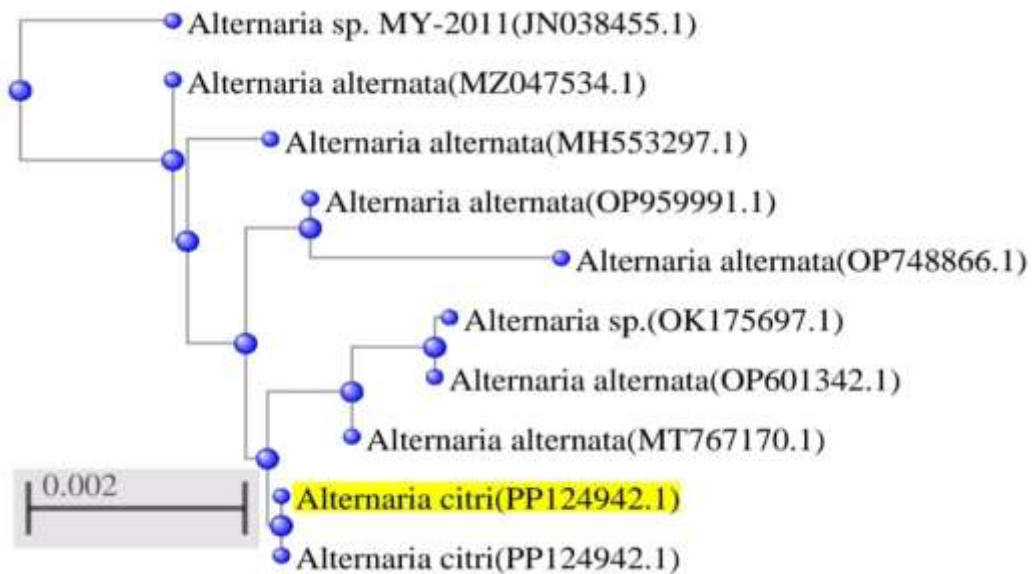 Alternaria sp. MY-2011(JN038455.1)
Alternaria alternata(MZ047534.1)
Alternaria alternata(MH553297.1)
Alternaria alternata(OP959991.1)
Alternaria alternata(OP748866.1)
Alternaria sp.(OK175697.1)
Alternaria alternata(OP601342.1)
Alternaria alternata(MT767170.1)
0.002
Alternaria citri(PP124942.1)
Alternaria citri(PP124942.1)